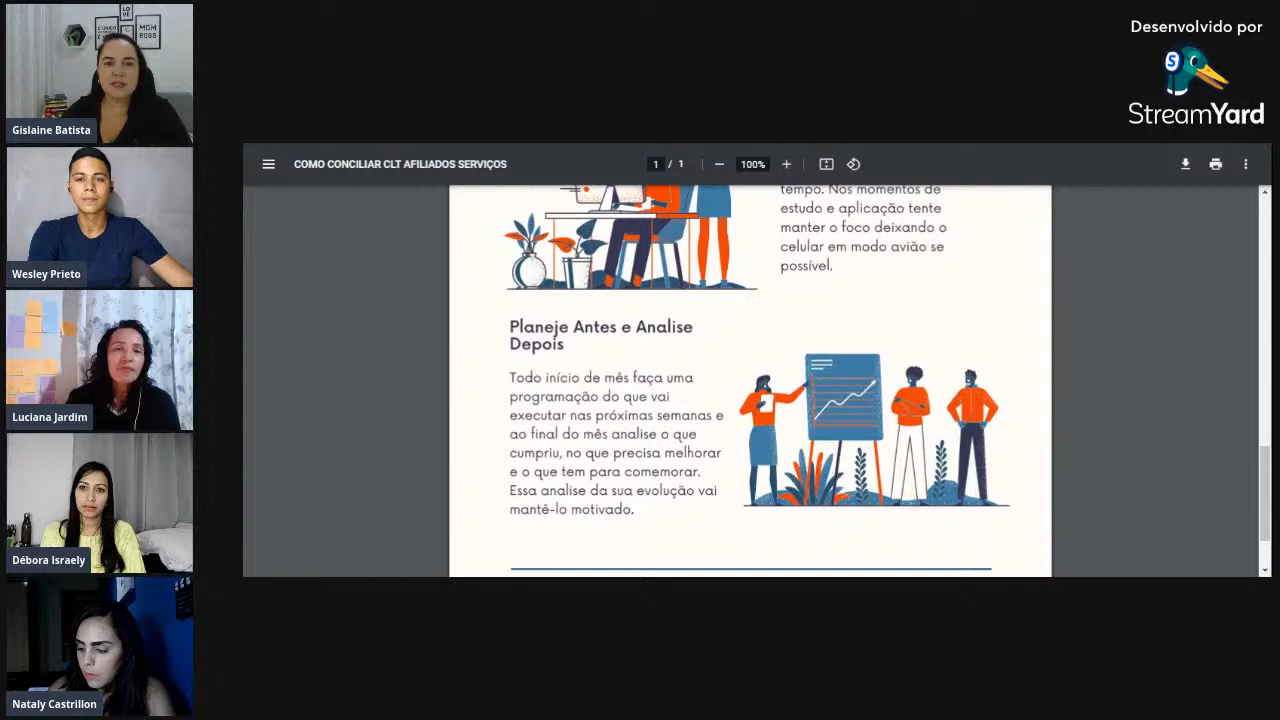 LO
VE
MOM
BOSS
Gislaine Batista
Wesley Prieto
Luciana Jardim
Débora Israely
Nataly Castrillon
Desenvolvido por
S
StreamYard
COMO CONCILIAR CLT AFILIADOS SERVIÇOS
1 / 1
100%
tempo. Nos momentos de
estudo e aplicação tente
manter o foco deixando o
celular em modo avião se
possível.
Planeje Antes e Analise
Depois
Todo início de mês faça uma
programação do que vai
executar nas próximas semanas e
ao final do mês analise o que
cumpriu, no que precisa melhorar
e o que tem para comemorar.
Essa analise da sua evolução vai
mantê-lo motivado.